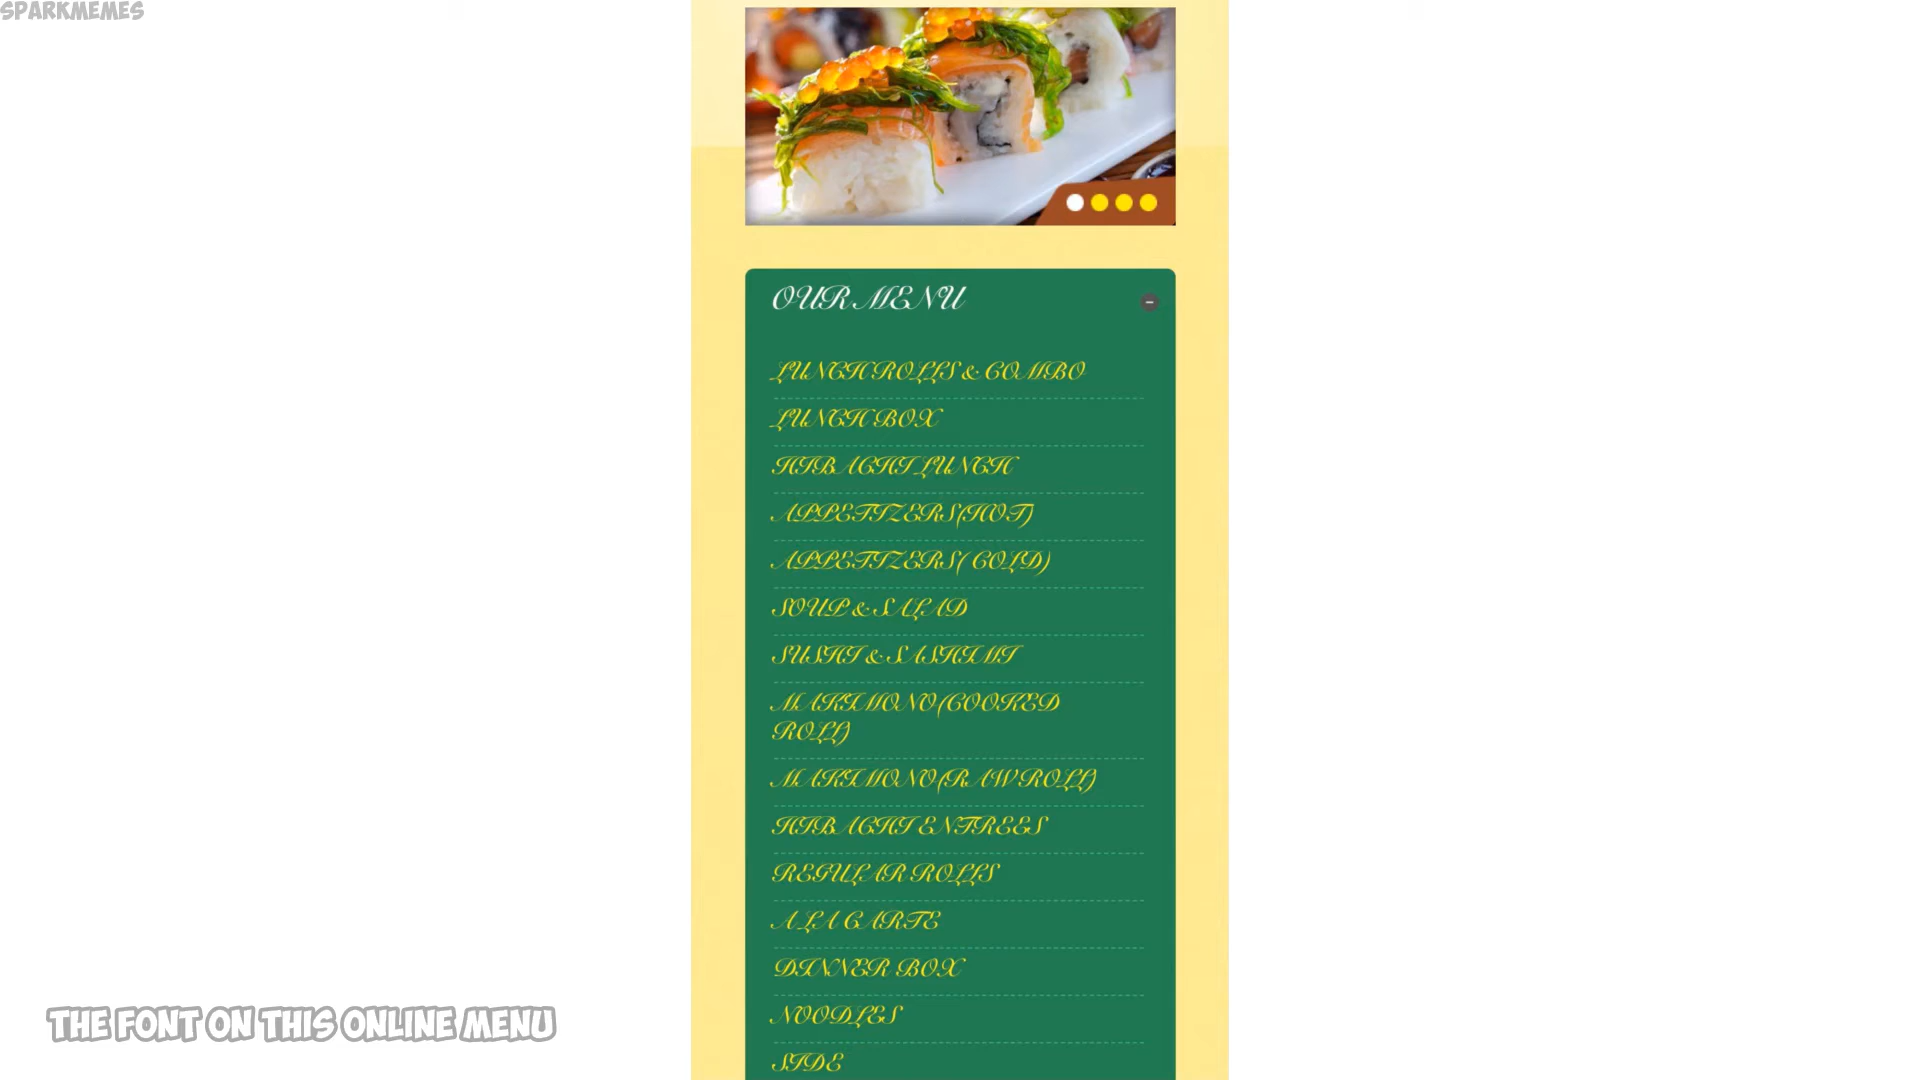 SPARKMEMES
OUR MENU
LUNCH ROLLS & COMBO
LUNCH BOX
HIBACHI LUNCH
APPETIZERS(HOT)
APPETIZERS( COLD)
SOUP & SALAD
SUSHI & SASHIMI
MAKIMONO(COOKED
ROLL)
MAKIMONO(RAW ROLL)
HIBACHI ENTREES
REGULAR ROLLS
A LA CARTE
DINNER BOX
NOODLES
SIDE
THE FONT ON THIS ONLINE MENU